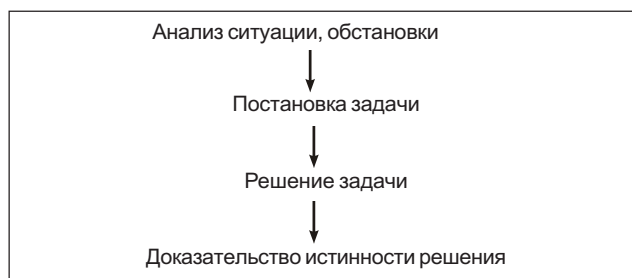 Анализ ситуации, обстановки
Постановка задачи
Решение задачи
Доказательство истинности решения